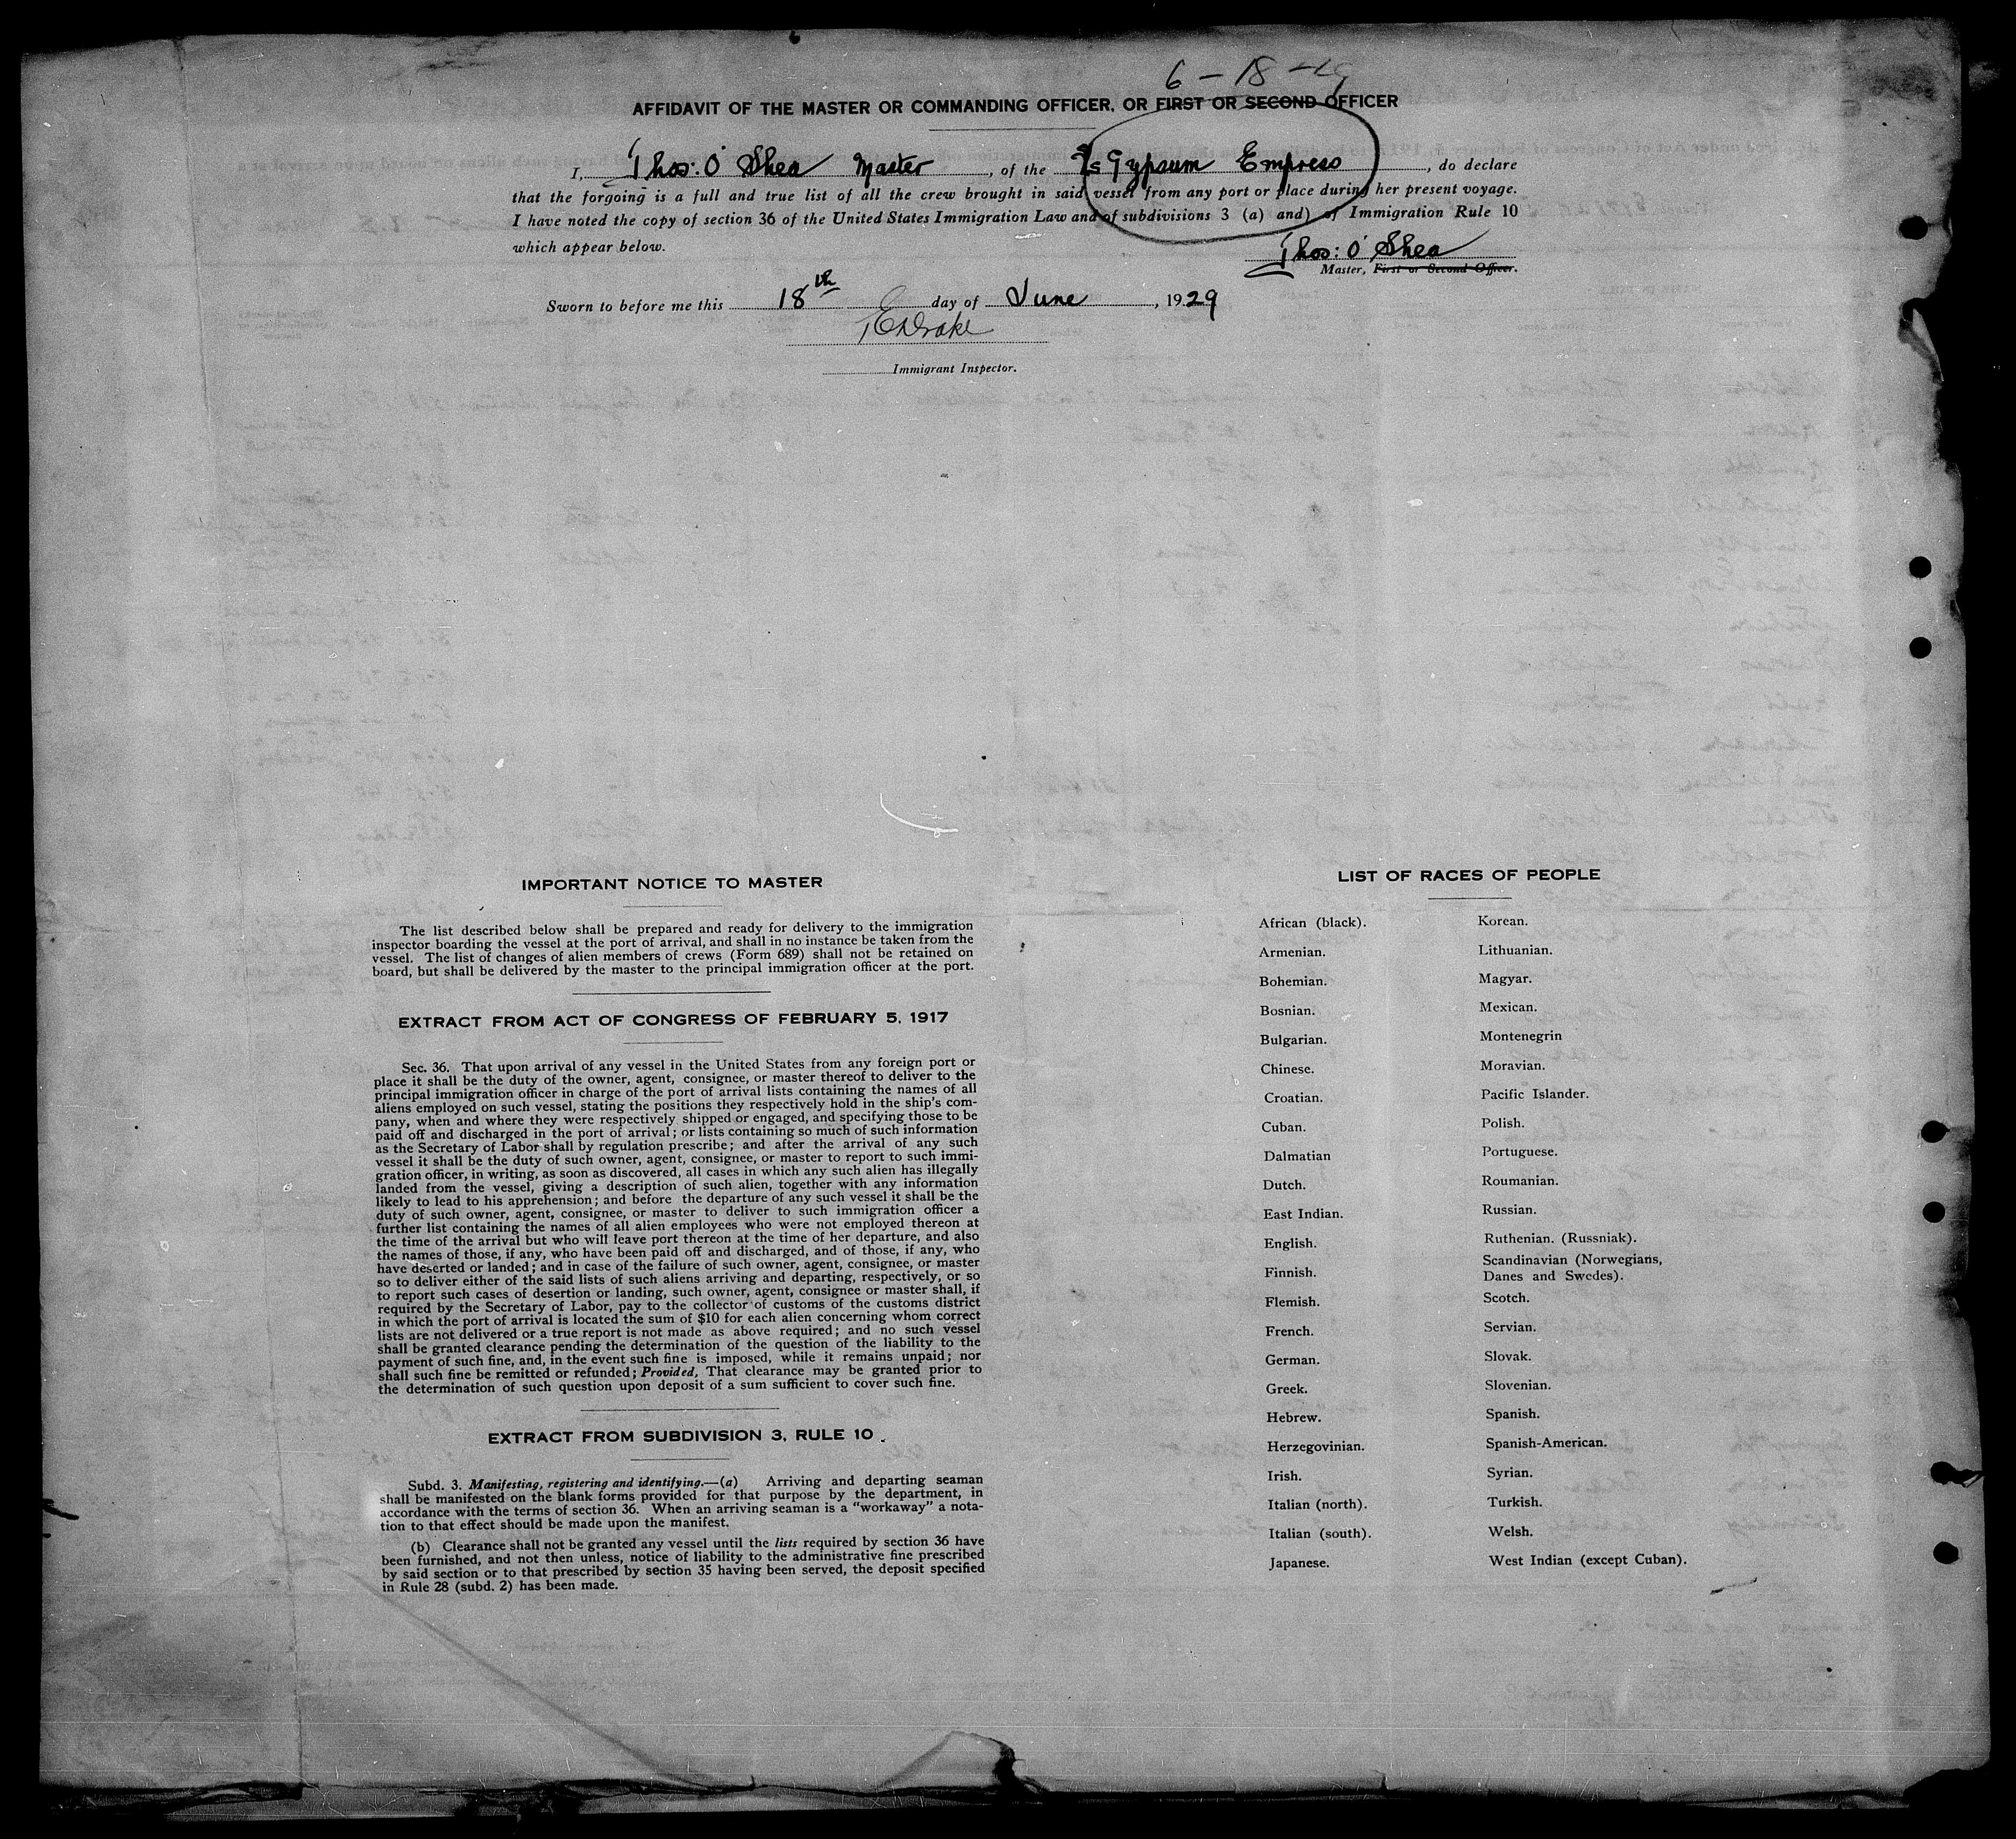 6-18-29
AFFIDAVIT OF THE MASTER OR COMMANDING OFFICER, OR FIRST OR SECOND OFFICER
I, Thos: O'Shea Master, of the S/s Gypsum Empress, do declare
that the forgoing is a full and true list of all the crew brought in said vessel from any port or place during her present voyage.
I have noted the copy of section 36 of the United States Immigration Law and of subdivisions 3 (a) and) of Immigration Rule 10
which appear below.
Thos: O'Shea
Master, First or Second Officer.
Sworn to before me this 18th day of June, 1929
Drake
Immigrant Inspector.
IMPORTANT NOTICE TO MASTER
The list described below shall be prepared and ready for delivery to the immigration
inspector boarding the vessel at the port of arrival, and shall in no instance be taken from the
vessel. The list of changes of alien members of crews (Form 689) shall not be retained on
board, but shall be delivered by the master to the principal immigration officer at the port.
EXTRACT FROM ACT OF CONGRESS OF FEBRUARY 5, 1917
Sec. 36. That upon arrival of any vessel in the United States from any foreign port or
place it shall be the duty of the owner, agent, consignee, or master thereof to deliver to the
principal immigration officer in charge of the port of arrival lists containing the names of all
aliens employed on such vessel, stating the positions they respectively hold in the ship's com-
pany, when and where they were respectively shipped or engaged, and specifying those to be
paid off and discharged in the port of arrival; or lists containing so much of such information
as the Secretary of Labor shall by regulation prescribe; and after the arrival of any such
vessel it shall be the duty of such owner, agent, consignee, or master to report to such immi-
gration officer, in writing, as soon as discovered, all cases in which any such alien has illegally
landed from the vessel, giving a description of such alien, together with any information
likely to lead to his apprehension; and before the departure of any such vessel it shall be the
duty of such owner, agent, consignee, or master to deliver to such immigration officer a
further list containing the names of all alien employees who were not employed thereon at
the time of the arrival but who will leave port thereon at the time of her departure, and also
the names of those, if any, who have been paid off and discharged, and of those, if any, who
have deserted or landed; and in case of the failure of such owner, agent, consignee, or master
so to deliver either of the said lists of such aliens arriving and departing, respectively, or so
to report such cases of desertion or landing, such owner, agent, consignee or master shall, if
required by the Secretary of Labor, pay to the collector of customs of the customs district
in which the port of arrival is located the sum of $10 for each alien concerning whom correct
lists are not delivered or a true report is not made as above required; and no such vessel
shall be granted clearance pending the determination of the question of the liability to the
payment of such fine, and, in the event such fine is imposed, while it remains unpaid; nor
shall such fine be remitted or refunded; Provided, That clearance may be granted prior to
the determination of such question upon deposit of a sum sufficient to cover such fine.
EXTRACT FROM SUBDIVISION 3, RULE 10
Subd. 3. Manifesting, registering and identifying.—(a) Arriving and departing seaman
shall be manifested on the blank forms provided for that purpose by the department, in
accordance with the terms of section 36. When an arriving seaman is a "workaway" a nota-
tion to that effect should be made upon the manifest.
(b) Clearance shall not be granted any vessel until the lists required by section 36 have
been furnished, and not then unless, notice of liability to the administrative fine prescribed
by said section or to that prescribed by section 35 having been served, the deposit specified
in Rule 28 (subd. 2) has been made.
LIST OF RACES OF PEOPLE
African (black).
Armenian.
Bohemian.
Bosnian.
Bulgarian.
Chinese.
Croatian.
Cuban.
Dalmatian
Dutch.
East Indian.
English.
Finnish.
Flemish.
French.
German.
Greek.
Hebrew.
Herzegovinian.
Irish.
Italian (north).
Italian (south).
Japanese.
Korean.
Lithuanian.
Magyar.
Mexican.
Montenegrin
Moravian.
Pacific Islander.
Polish.
Portuguese.
Roumanian.
Russian.
Ruthenian. (Russniak).
Scandinavian (Norwegians,
Danes and Swedes).
Scotch.
Servian.
Slovak.
Slovenian.
Spanish.
Spanish-American.
Syrian.
Turkish.
Welsh.
West Indian (except Cuban).